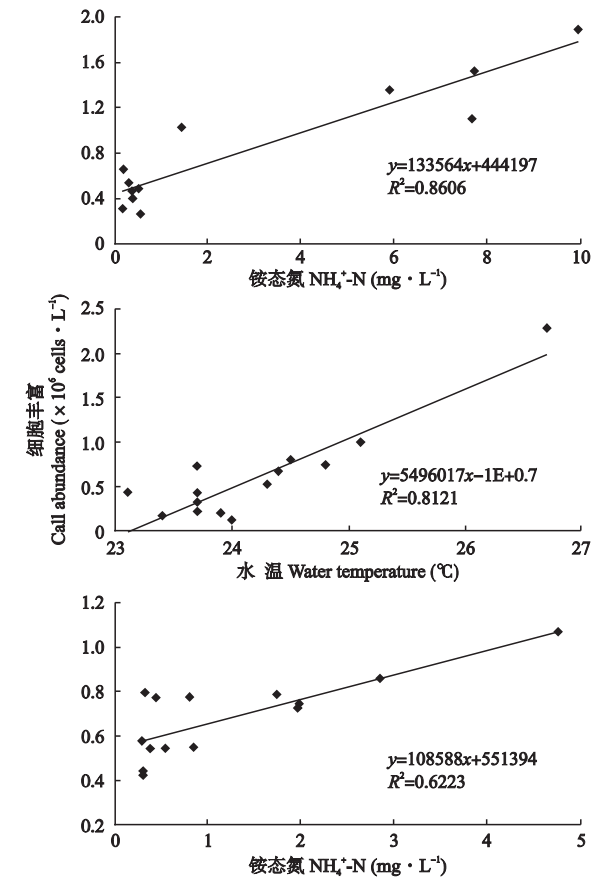 2.0
1.6
1.2
0.8
0.4
0
y=133564x+444197
R²=0.8606
0 2 4 6 8 10
铵态氮 NH₄⁺-N (mg · L⁻¹)
细胞丰富
Call abundance (×10⁶ cells · L⁻¹)
2.5
2.0
1.5
1.0
0.5
0
y=5496017x−1E+0.7
R²=0.8121
23 24 25 26 27
水 温 Water temperature (℃)
1.2
1.0
0.8
0.6
0.4
0.2
y=108588x+551394
R²=0.6223
0 1 2 3 4 5
铵态氮 NH₄⁺-N (mg · L⁻¹)